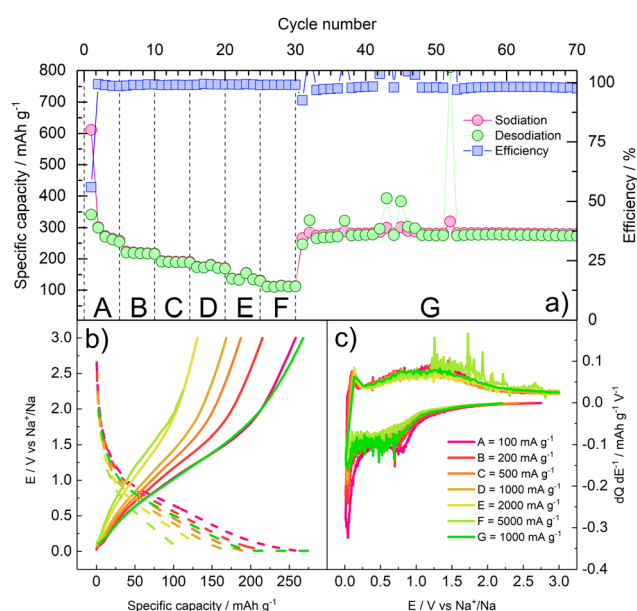 Cycle number
0 10 20 30 40 50 60 70
800
700
600
500
400
300
200
100
Specific capacity / mAh g⁻¹
100
75
50
25
0
Efficiency / %
Sodiation
Desodiation
Efficiency
A B C D E F G a)
b)
3.0
2.5
2.0
1.5
1.0
0.5
0.0
E / V vs Na⁺/Na
0 50 100 150 200 250
Specific capacity / mAh g⁻¹
c)
0.1
0.0
-0.1
-0.2
-0.3
-0.4
dQ dE⁻¹ / mAh g⁻¹ V⁻¹
A = 100 mA g⁻¹
B = 200 mA g⁻¹
C = 500 mA g⁻¹
D = 1000 mA g⁻¹
E = 2000 mA g⁻¹
F = 5000 mA g⁻¹
G = 1000 mA g⁻¹
0.0 0.5 1.0 1.5 2.0 2.5 3.0
E / V vs Na⁺/Na